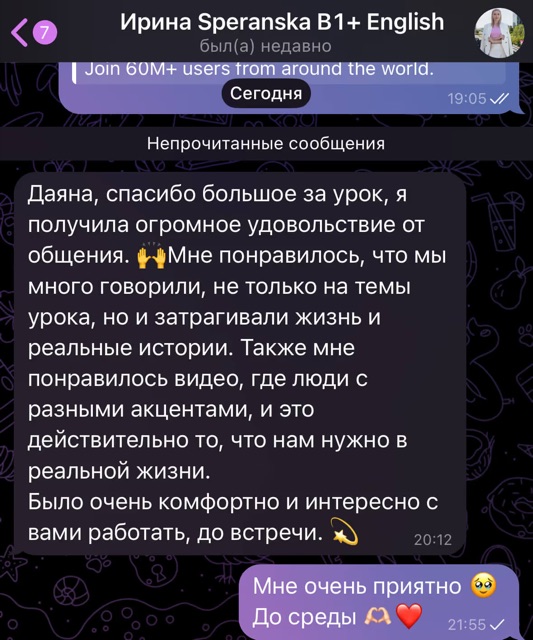 7
Ирина Speranska B1+ English
был(а) недавно
Join 60M+ users from around the world.
19:05
Сегодня
Непрочитанные сообщения
Даяна, спасибо большое за урок, я
получила огромное удовольствие от
общения. 🙌Мне понравилось, что мы
много говорили, не только на темы
урока, но и затрагивали жизнь и
реальные истории. Также мне
понравилось видео, где люди с
разными акцентами, и это
действительно то, что нам нужно в
реальной жизни.
Было очень комфортно и интересно с
вами работать, до встречи. 💫
20:12
Мне очень приятно 🥹
До среды 🫶🏼❤️
21:55